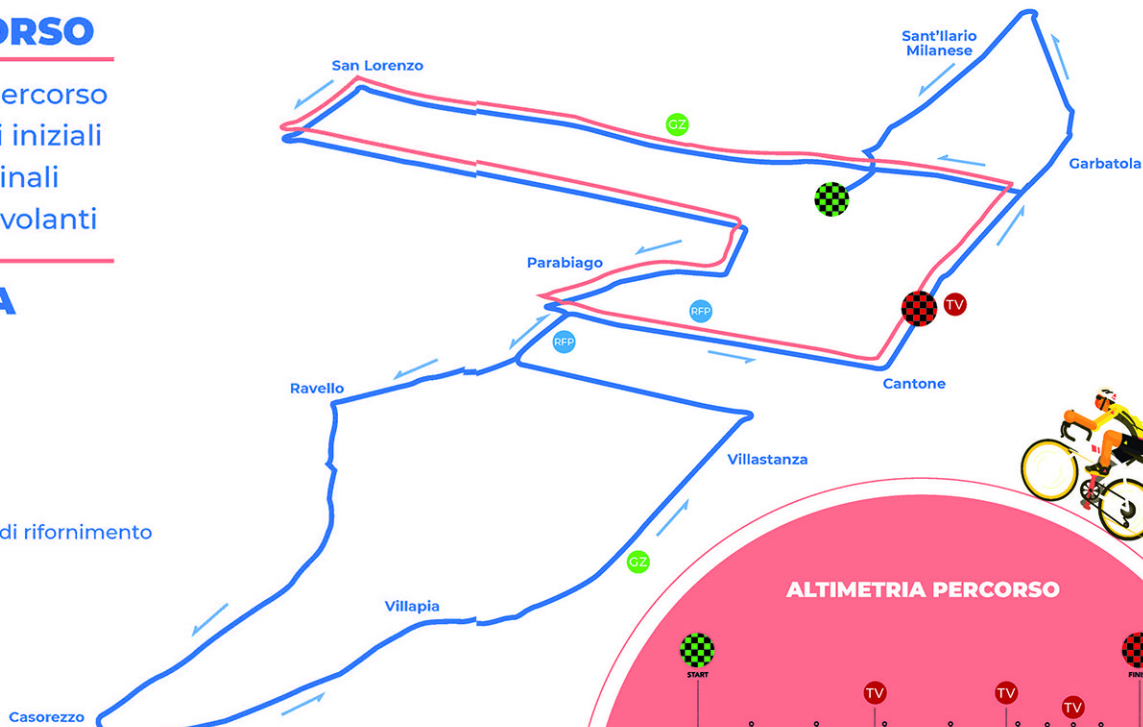 ORSO
ercorso
i iniziali
inali
volanti
A
di rifornimento
Sant'Ilario
Milanese
San Lorenzo
GZ
Garbatola
Parabiago
RFP
TV
RFP
Ravello
Cantone
Villastanza
GZ
Villapia
Casorezzo
ALTIMETRIA PERCORSO
START
FINI
TV
TV
TV